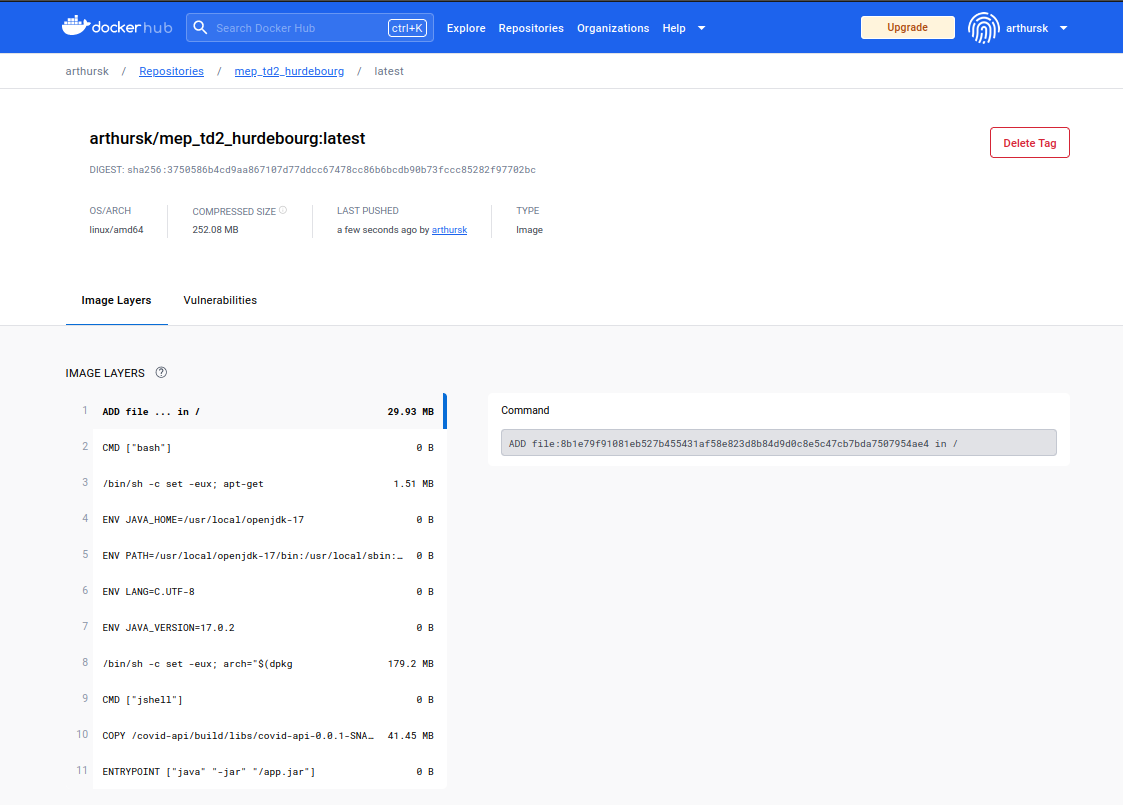 dockerhub Search Docker Hub ctrl+K Explore Repositories Organizations Help Upgrade arthursk
arthursk / Repositories / mep_td2_hurdebourg / latest
arthursk/mep_td2_hurdebourg:latest
Delete Tag
DIGEST: sha256:3750586b4cd9aa867107d77ddcc67478cc86b6bcdb90b73fccc85282f97702bc
OS/ARCH COMPRESSED SIZE LAST PUSHED TYPE
linux/amd64 252.08 MB a few seconds ago by arthursk Image
Image Layers Vulnerabilities
IMAGE LAYERS ?
1 ADD file ... in / 29.93 MB
2 CMD ["bash"] 0 B
3 /bin/sh -c set -eux; apt-get 1.51 MB
4 ENV JAVA_HOME=/usr/local/openjdk-17 0 B
5 ENV PATH=/usr/local/openjdk-17/bin:/usr/local/sbin:… 0 B
6 ENV LANG=C.UTF-8 0 B
7 ENV JAVA_VERSION=17.0.2 0 B
8 /bin/sh -c set -eux; arch="$(dpkg 179.2 MB
9 CMD ["jshell"] 0 B
10 COPY /covid-api/build/libs/covid-api-0.0.1-SNA… 41.45 MB
11 ENTRYPOINT ["java" "-jar" "/app.jar"] 0 B
Command
ADD file:8b1e79f91081eb527b455431af58e823d8b84d9d0c8e5c47cb7bda7507954ae4 in /